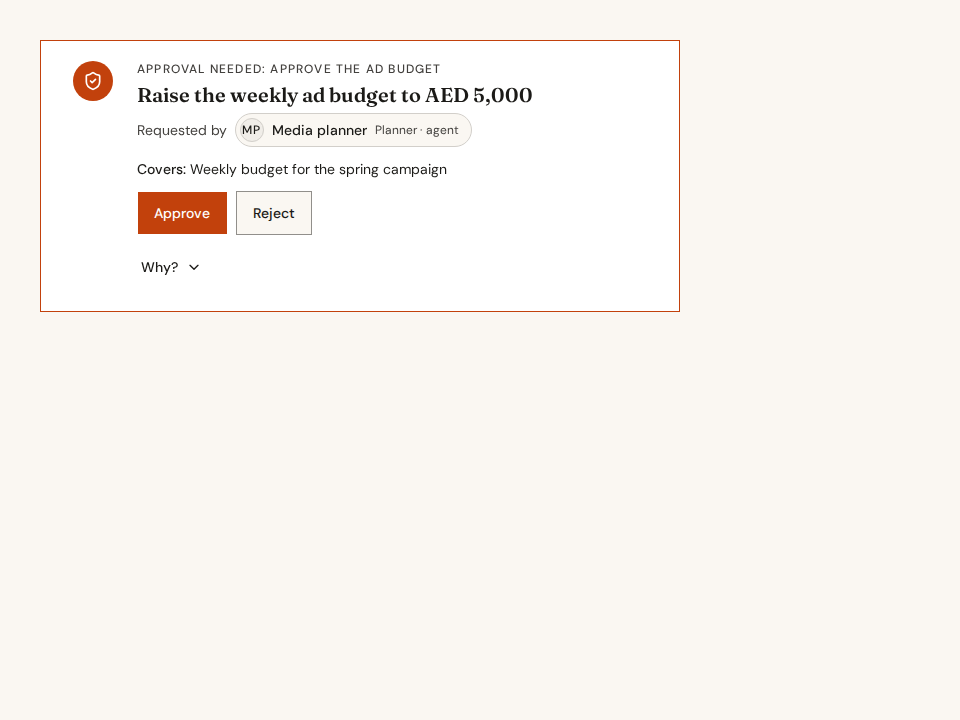 APPROVAL NEEDED: APPROVE THE AD BUDGET
Raise the weekly ad budget to AED 5,000
Requested by MP Media planner Planner · agent
Covers: Weekly budget for the spring campaign
Approve Reject
Why?